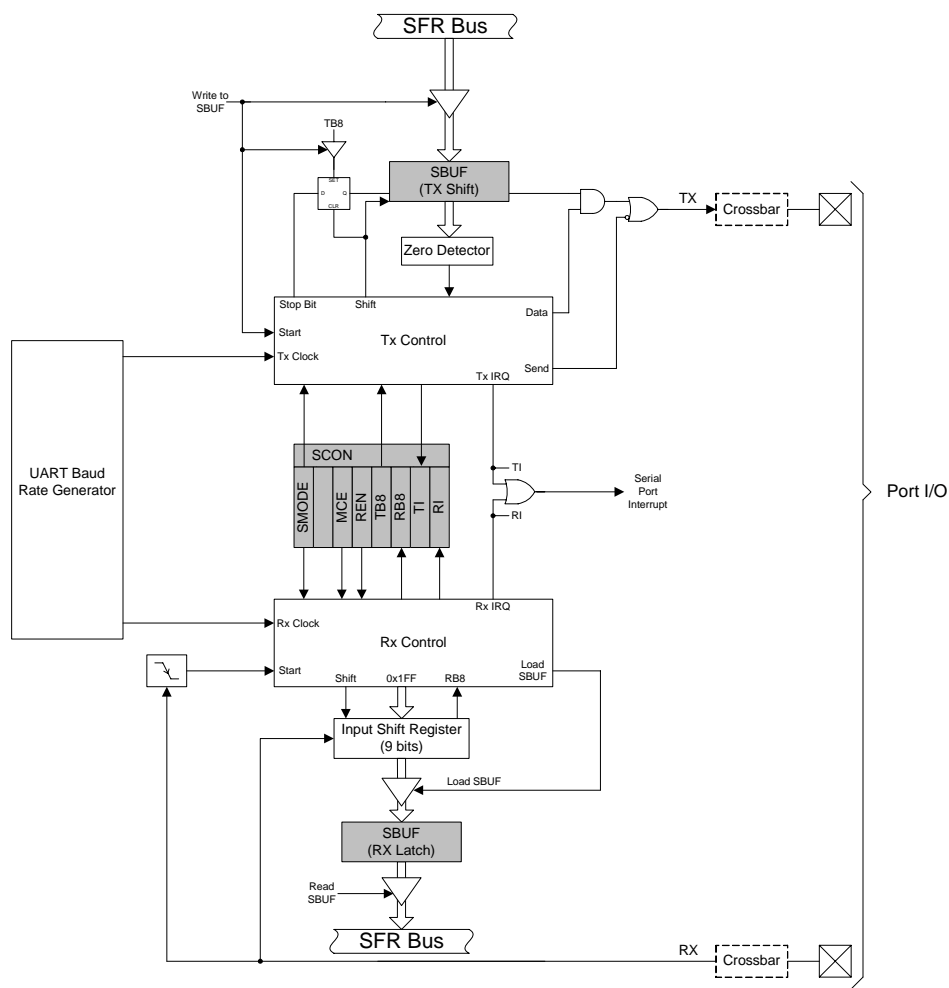 SFR Bus
Write to
SBUF
TB8
SBUF
(TX Shift)
SET
D
Q
CLR
TX
Crossbar
Zero Detector
Stop Bit
Shift
Data
Start
Tx Control
Tx Clock
Send
Tx IRQ
UART Baud
Rate Generator
SCON
SMODE
MCE
REN
TB8
RB8
TI
RI
TI
Serial
Port
Interrupt
RI
Port I/O
Rx IRQ
Rx Clock
Rx Control
Start
Load
SBUF
Shift
0x1FF
RB8
Input Shift Register
(9 bits)
Load SBUF
SBUF
(RX Latch)
Read
SBUF
SFR Bus
RX
Crossbar